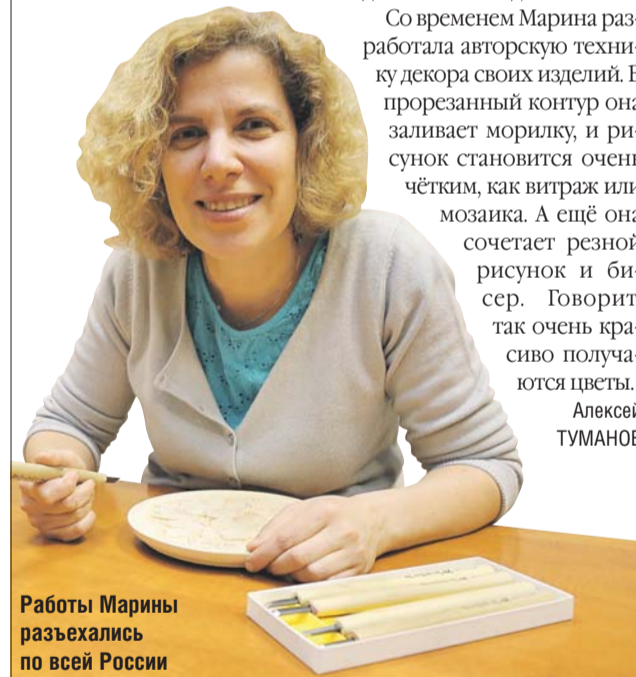 Со временем Марина раз-
работала авторскую техни-
ку декора своих изделий. В
прорезанный контур она
заливает морилку, и ри-
сунок становится очень
чётким, как витраж или
мозаика. А ещё она
сочетает резной
рисунок и би-
сер. Говорит,
так очень кра-
сиво получа-
ются цветы.
Алексей
ТУМАНОВ
Работы Марины
разъехались
по всей России